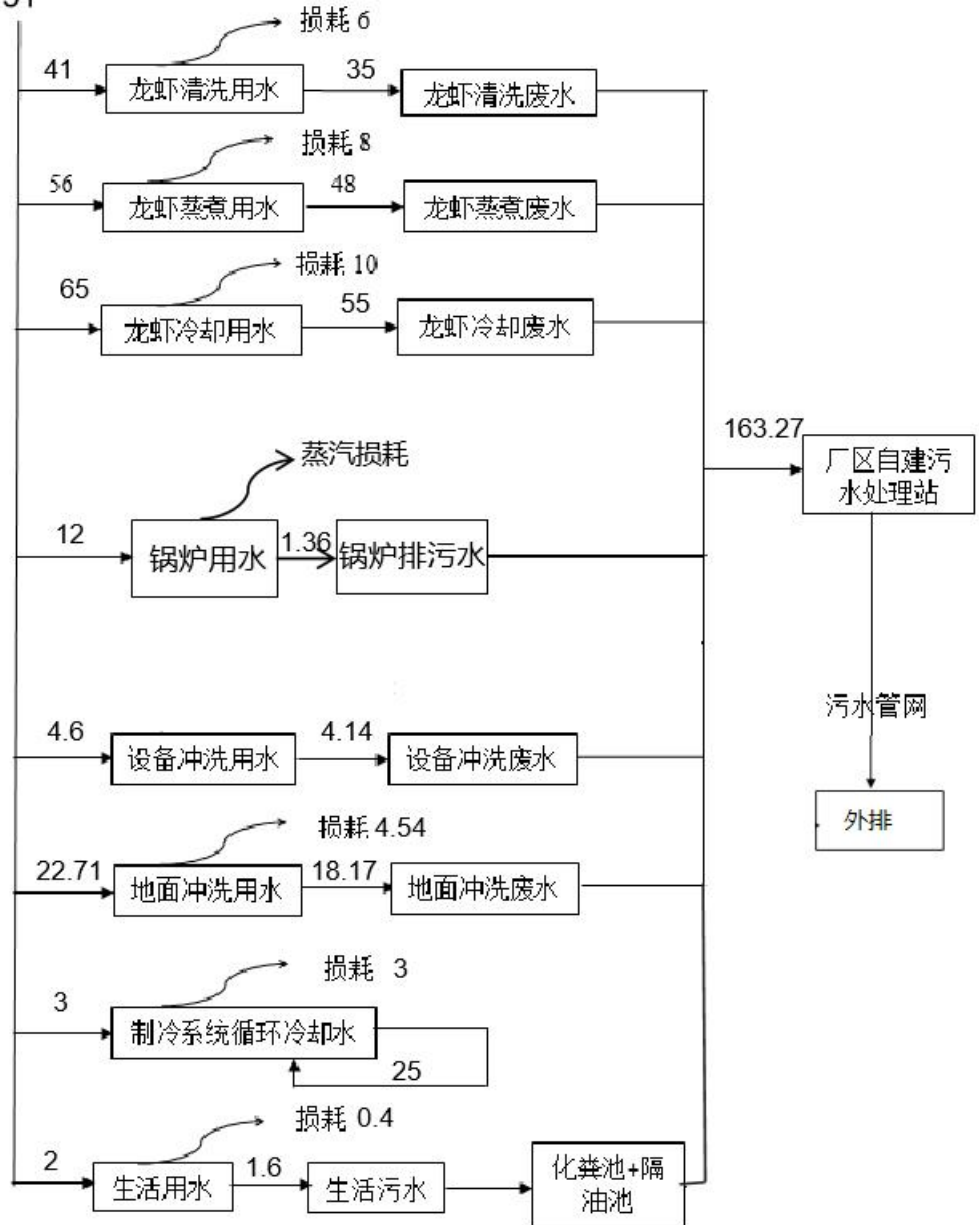 损耗 6
41
龙虾清洗用水
35
龙虾清洗废水
损耗 8
56
龙虾蒸煮用水
48
龙虾蒸煮废水
损耗 10
65
龙虾冷却用水
55
龙虾冷却废水
163.27
厂区自建污
水处理站
蒸汽损耗
12
锅炉用水
1.36
锅炉排污水
污水管网
4.6
设备冲洗用水
4.14
设备冲洗废水
外排
损耗 4.54
22.71
地面冲洗用水
18.17
地面冲洗废水
损耗 3
3
制冷系统循环冷却水
25
损耗 0.4
2
生活用水
1.6
生活污水
化粪池+隔
油池